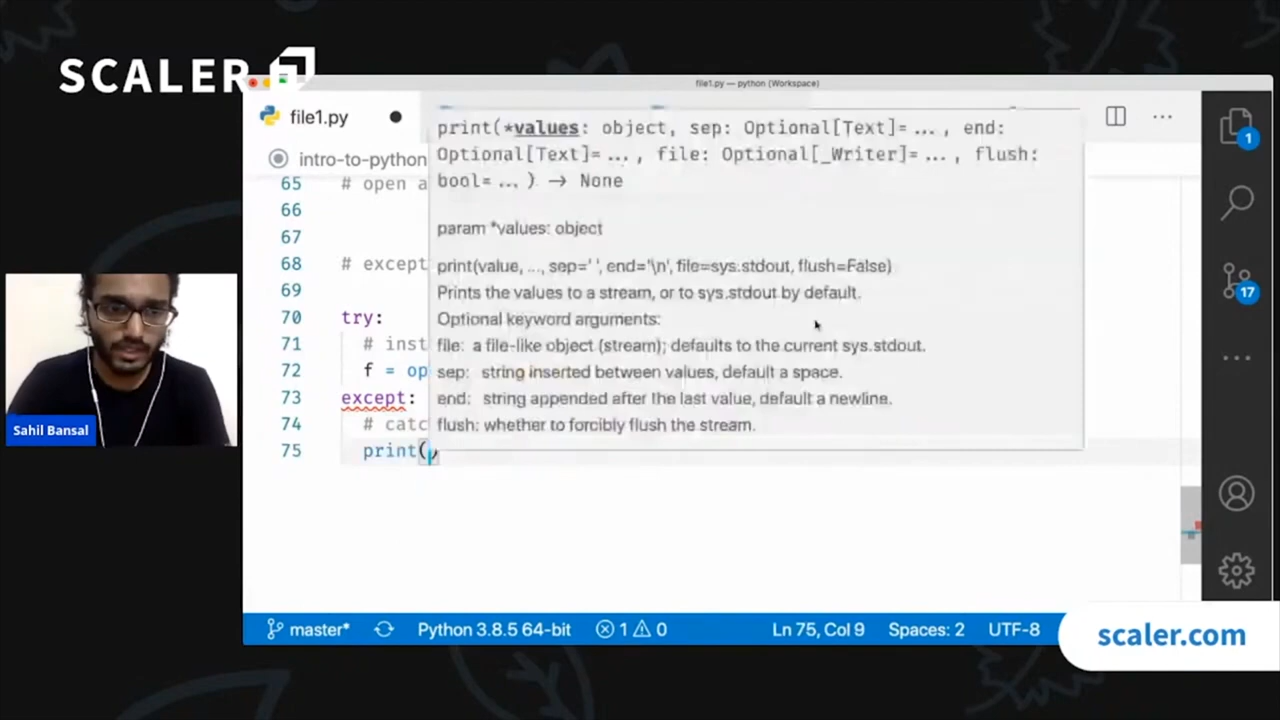 SCALER
file1.py — python (Workspace)
file1.py
1
intro-to-python
print(*values: object, sep: Optional[Text]=..., end:
Optional[Text]=..., file: Optional[_Writer]=..., flush:
bool=...) → None
param *values: object
print(value, ..., sep=' ', end='\n', file=sys.stdout, flush=False)
Prints the values to a stream, or to sys.stdout by default.
Optional keyword arguments:
file: a file-like object (stream); defaults to the current sys.stdout.
sep: string inserted between values, default a space.
end: string appended after the last value, default a newline.
flush: whether to forcibly flush the stream.
65 # open a
66
67
68 # except
69
70 try:
71 # inst
72 f = op
73 except:
74 # catc
75 print()
17
Sahil Bansal
master* Python 3.8.5 64-bit 1 0 Ln 75, Col 9 Spaces: 2 UTF-8
scaler.com